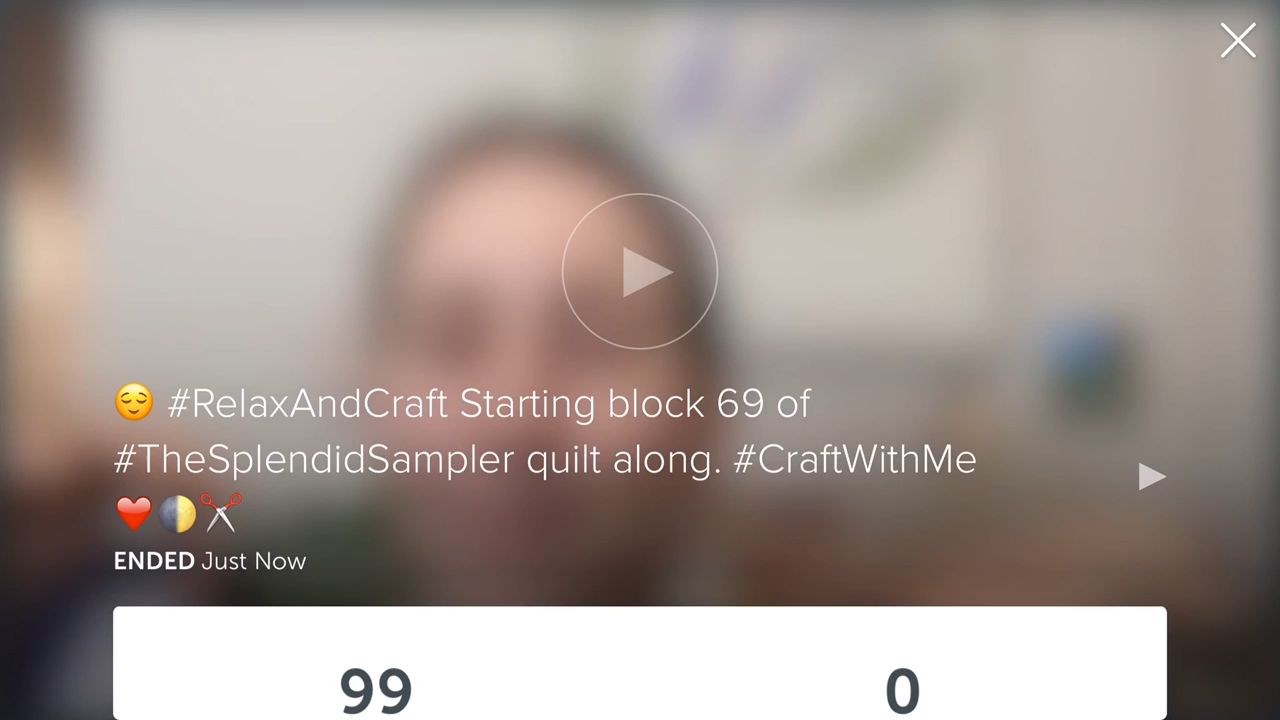 😌 #RelaxAndCraft Starting block 69 of
#TheSplendidSampler quilt along. #CraftWithMe
❤️🌓✂️
ENDED Just Now
99 0